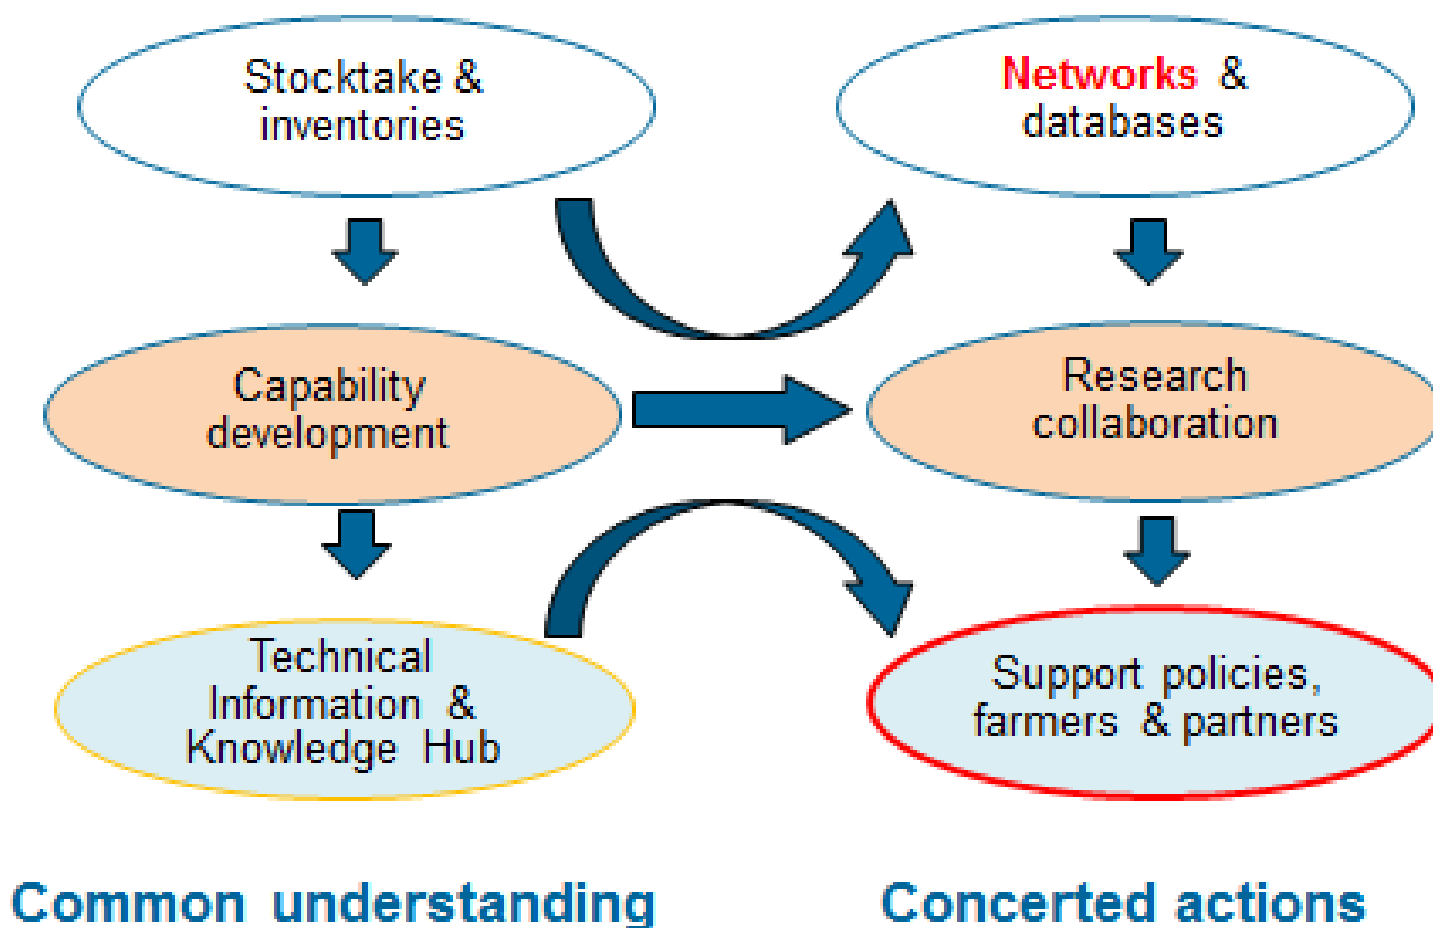 Stocktake &
inventories
Networks &
databases
Capability
development
Research
collaboration
Technical
Information &
Knowledge Hub
Support policies,
farmers & partners
Common understanding
Concerted actions